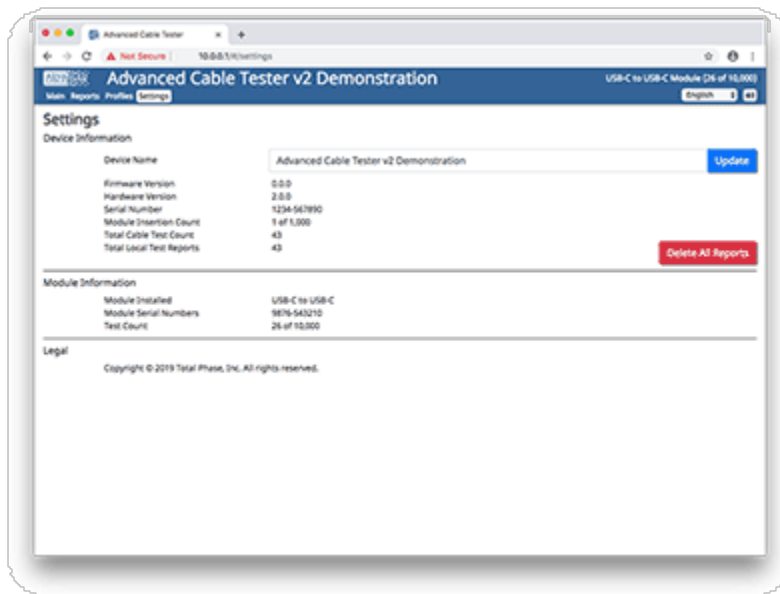 Advanced Cable Tester
Not Secure 10.0.0.1/#/settings
Advanced Cable Tester v2 Demonstration
USB-C to USB-C Module (26 of 10,000)
Main Reports Profiles Settings
English
Settings
Device Information
Device Name Advanced Cable Tester v2 Demonstration Update
Firmware Version 0.0.0
Hardware Version 2.0.0
Serial Number 1234-567890
Module Insertion Count 1 of 1,000
Total Cable Test Count 43
Total Local Test Reports 43
Delete All Reports
Module Information
Module Installed USB-C to USB-C
Module Serial Numbers 9876-543210
Test Count 26 of 10,000
Legal
Copyright © 2019 Total Phase, Inc. All rights reserved.